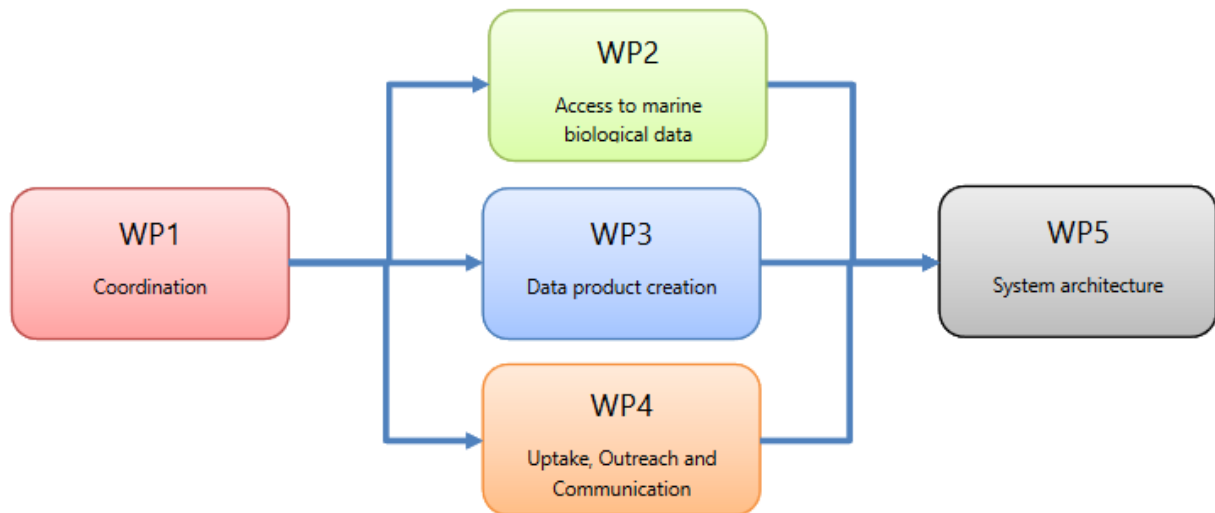 WP1
Coordination
WP2
Access to marine
biological data
WP3
Data product creation
WP4
Uptake, Outreach and
Communication
WP5
System architecture